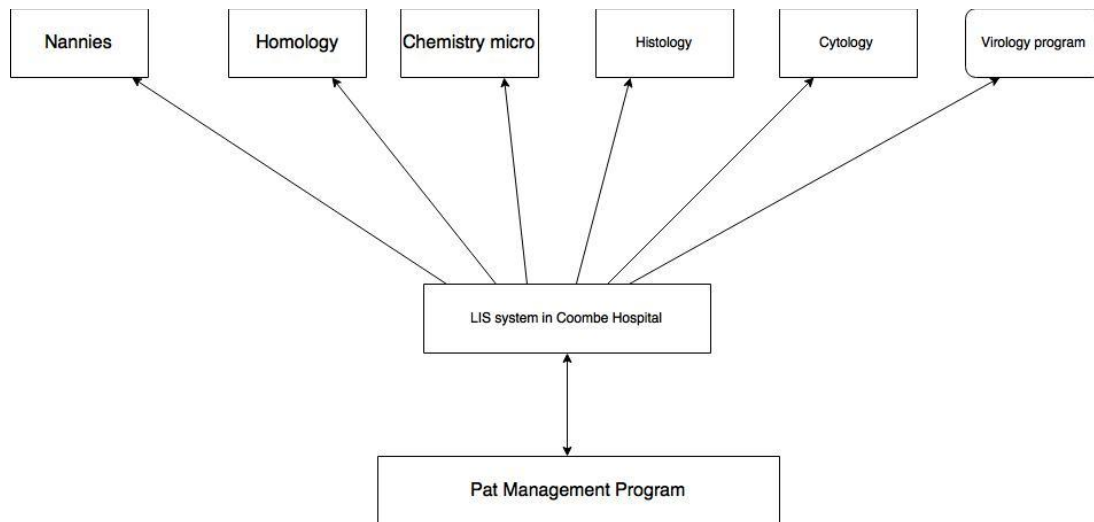 Nannies
Homology
Chemistry micro
Histology
Cytology
Virology program
LIS system in Coombe Hospital
Pat Management Program